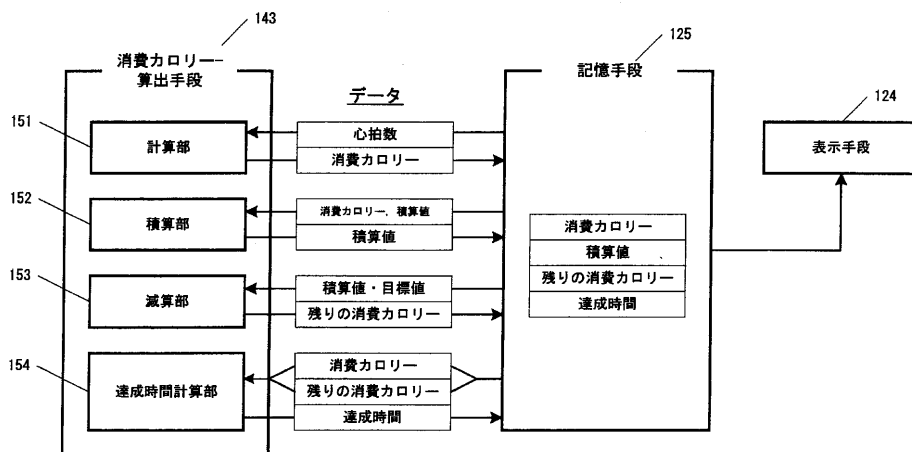 143
消費カロリー
算出手段
データ
125
記憶手段
124
表示手段
151
計算部
心拍数
消費カロリー
152
積算部
消費カロリー、積算値
積算値
153
減算部
積算値・目標値
残りの消費カロリー
154
達成時間計算部
消費カロリー
残りの消費カロリー
達成時間
消費カロリー
積算値
残りの消費カロリー
達成時間